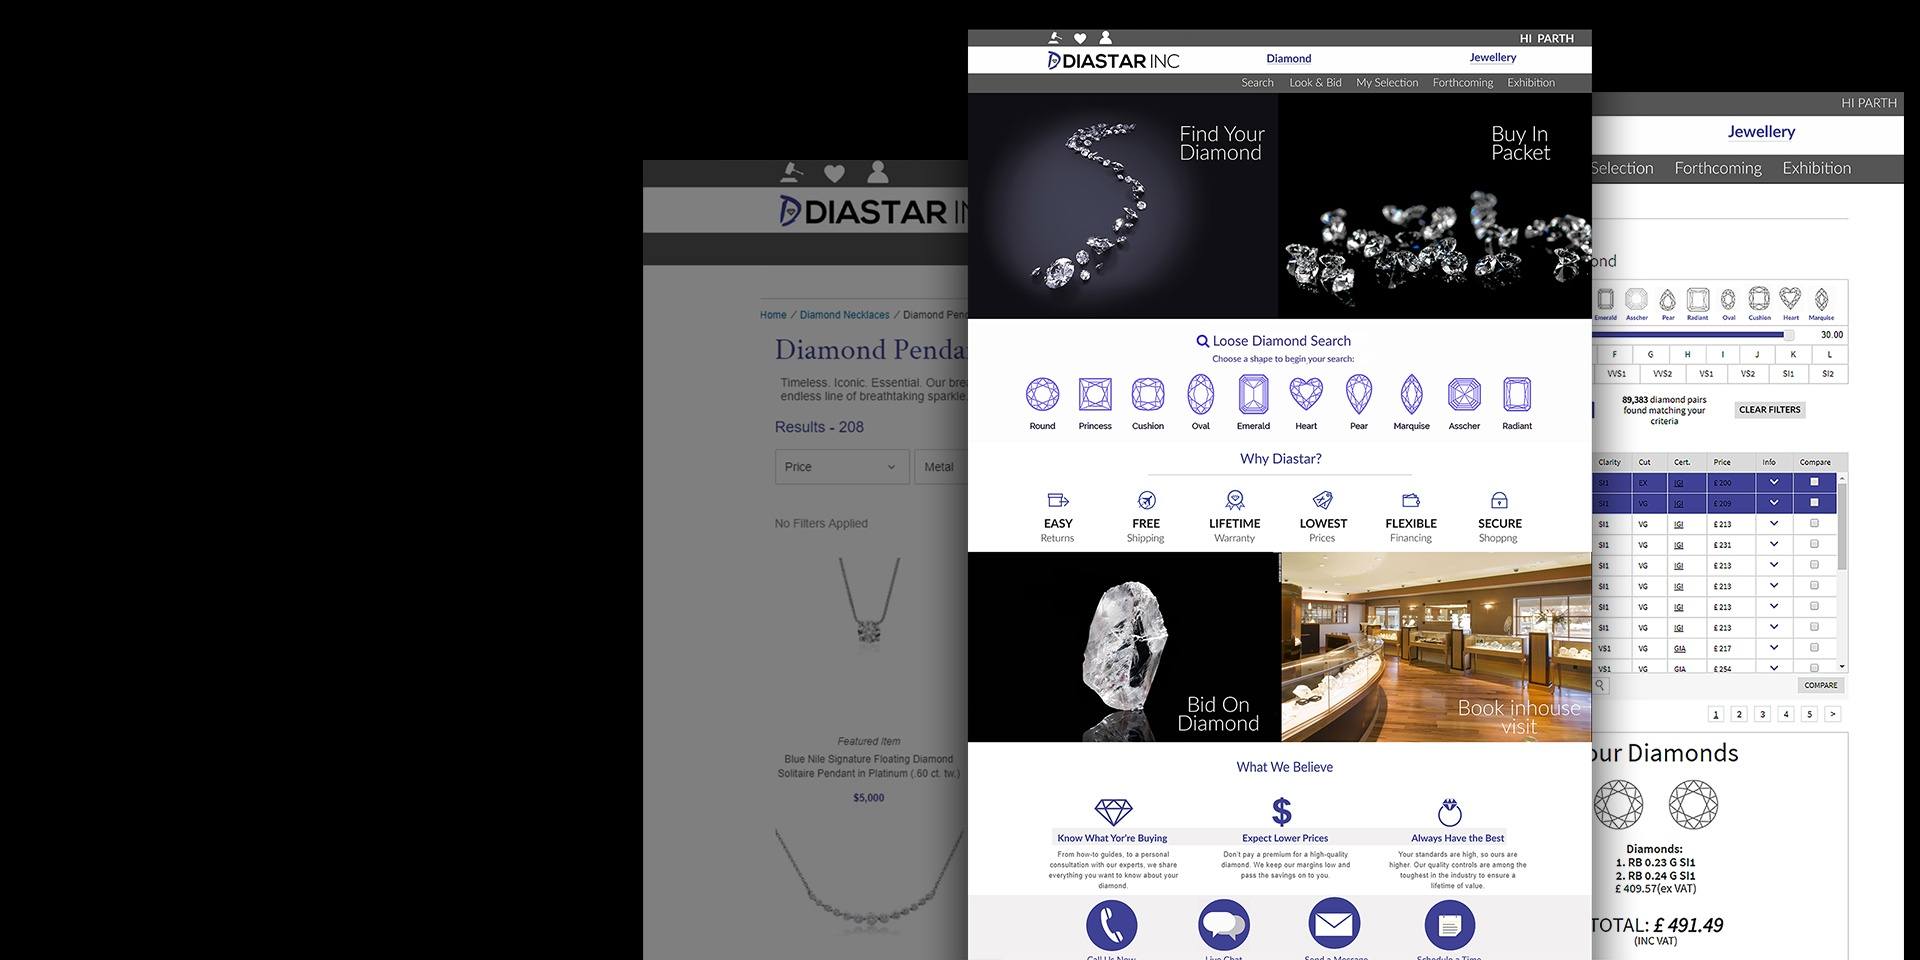 HI PARTH
DIASTAR INC
Diamond
Jewellery
Search
Look & Bid
My Selection
Forthcoming
Exhibition
Find Your
Diamond
Buy In
Packet
Loose Diamond Search
Choose a shape to begin your search:
Round
Princess
Cushion
Oval
Emerald
Heart
Pear
Marquise
Asscher
Radiant
Why Diastar?
EASY
Returns
FREE
Shipping
LIFETIME
Warranty
LOWEST
Prices
FLEXIBLE
Financing
SECURE
Shoppng
Bid On
Diamond
Book inhouse
visit
What We Believe
Know What Yor're Buying
From how-to guides, to a personal
consultation with our experts, we share
everything you want to know about your
diamond.
Expect Lower Prices
Don't pay a premium for a high-quality
diamond. We keep our margins low and
pass the savings on to you.
Always Have the Best
Your standards are high, so ours are
higher. Our quality controls are among the
toughest in the industry to ensure a
lifetime of value.
Call Us Now
Live Chat
Send a Message
Schedule a Time
DIASTAR IN
Home / Diamond Necklaces / Diamond Pend
Diamond Penda
Timeless. Iconic. Essential. Our brea
endless line of breathtaking sparkle.
Results - 208
Price
Metal
No Filters Applied
Featured Item
Blue Nile Signature Floating Diamond
Solitaire Pendant in Platinum (.60 ct. tw.)
$5,000
HI PARTH
Jewellery
Selection
Forthcoming
Exhibition
ond
Emerald
Asscher
Pear
Radiant
Oval
Cushion
Heart
Marquise
30.00
F G H I J K L
VVS1 VVS2 VS1 VS2 SI1 SI2
89,383 diamond pairs
found matching your
criteria
CLEAR FILTERS
Clarity Cut Cert. Price Info Compare
SI1 EX IGI £ 200
SI1 VG IGI £ 209
SI1 VG IGI £ 213
SI1 VG IGI £ 231
SI1 VG IGI £ 213
SI1 VG IGI £ 213
SI1 VG IGI £ 213
SI1 VG IGI £ 213
VS1 VG GIA £ 217
VS1 VG GIA £ 254
COMPARE
1 2 3 4 5 >
our Diamonds
Diamonds:
1. RB 0.23 G SI1
2. RB 0.24 G SI1
£ 409.57(ex VAT)
TOTAL: £ 491.49
(INC VAT)